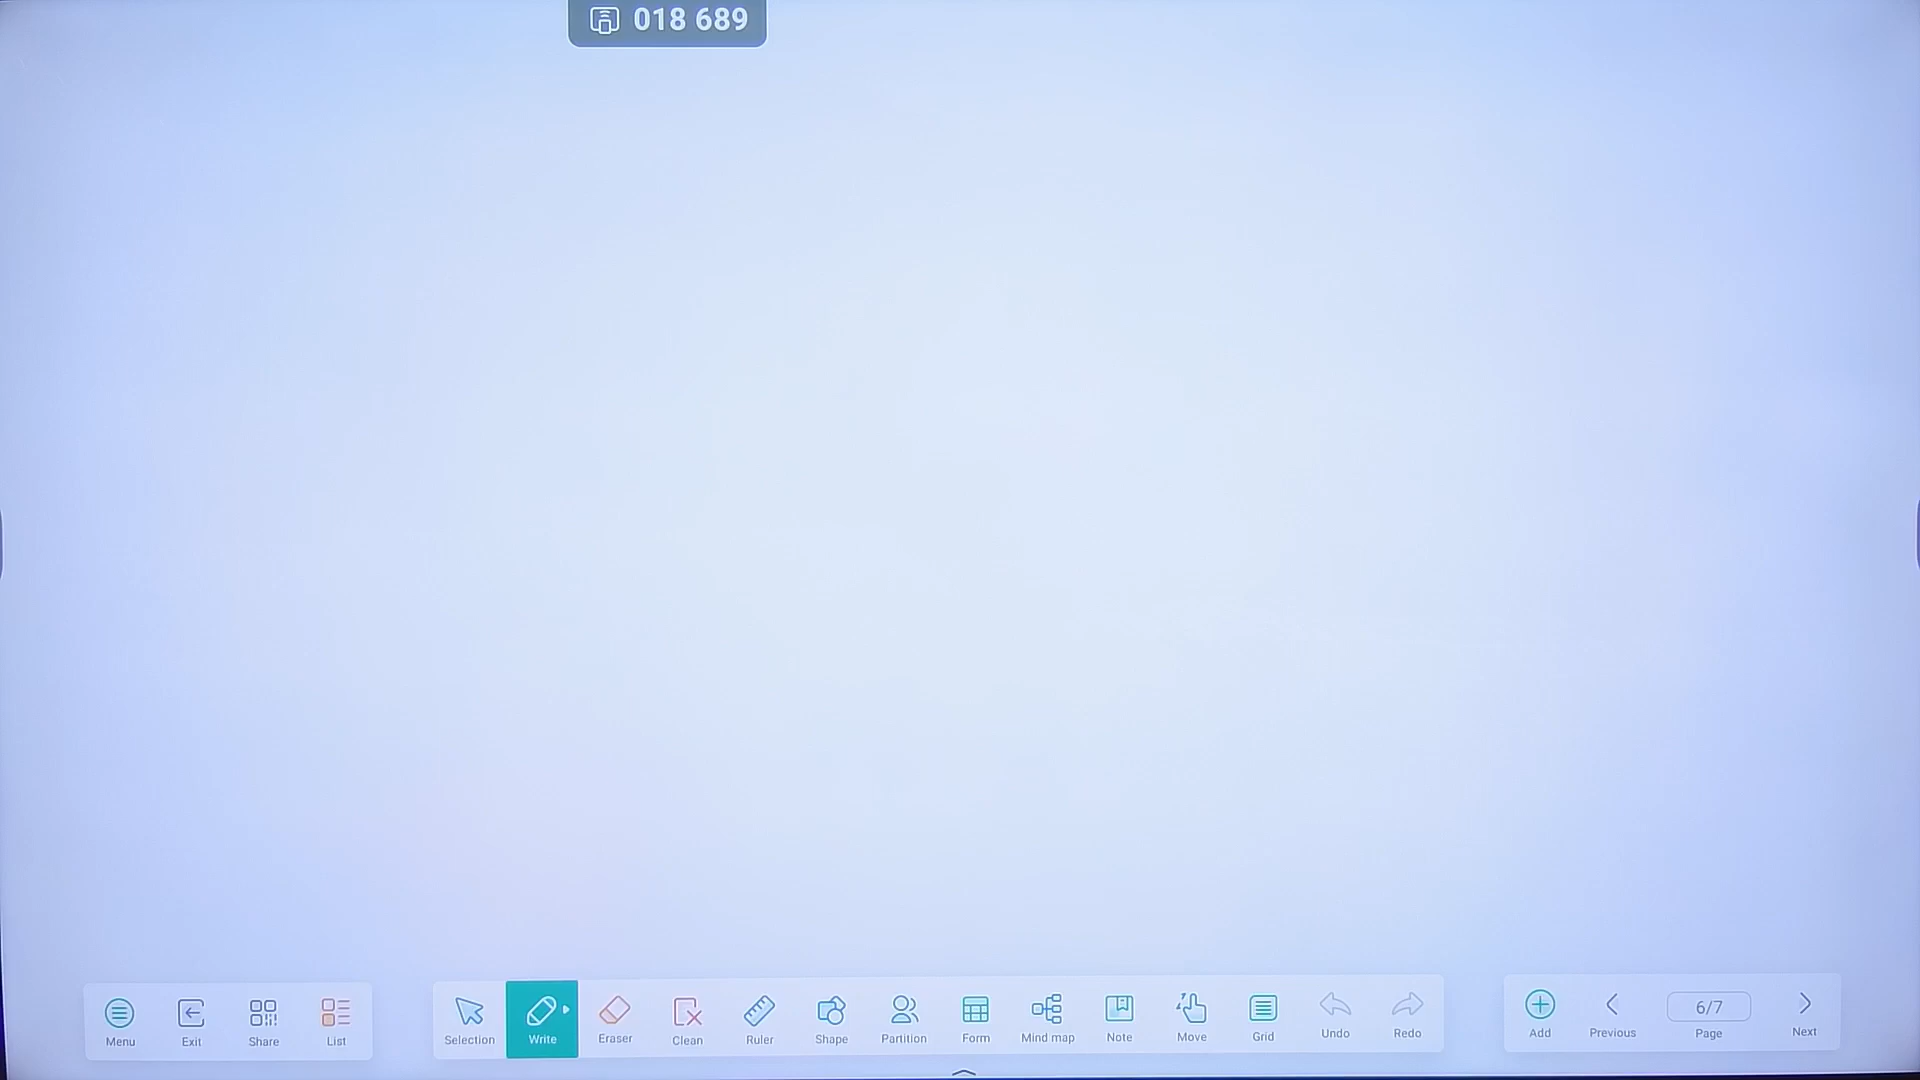 018 689
Menu
Exit
Share
List
Selection
Write
Eraser
Clean
Ruler
Shape
Partition
Form
Mind map
Note
Move
Grid
Undo
Redo
Add
Previous
6/7
Page
Next